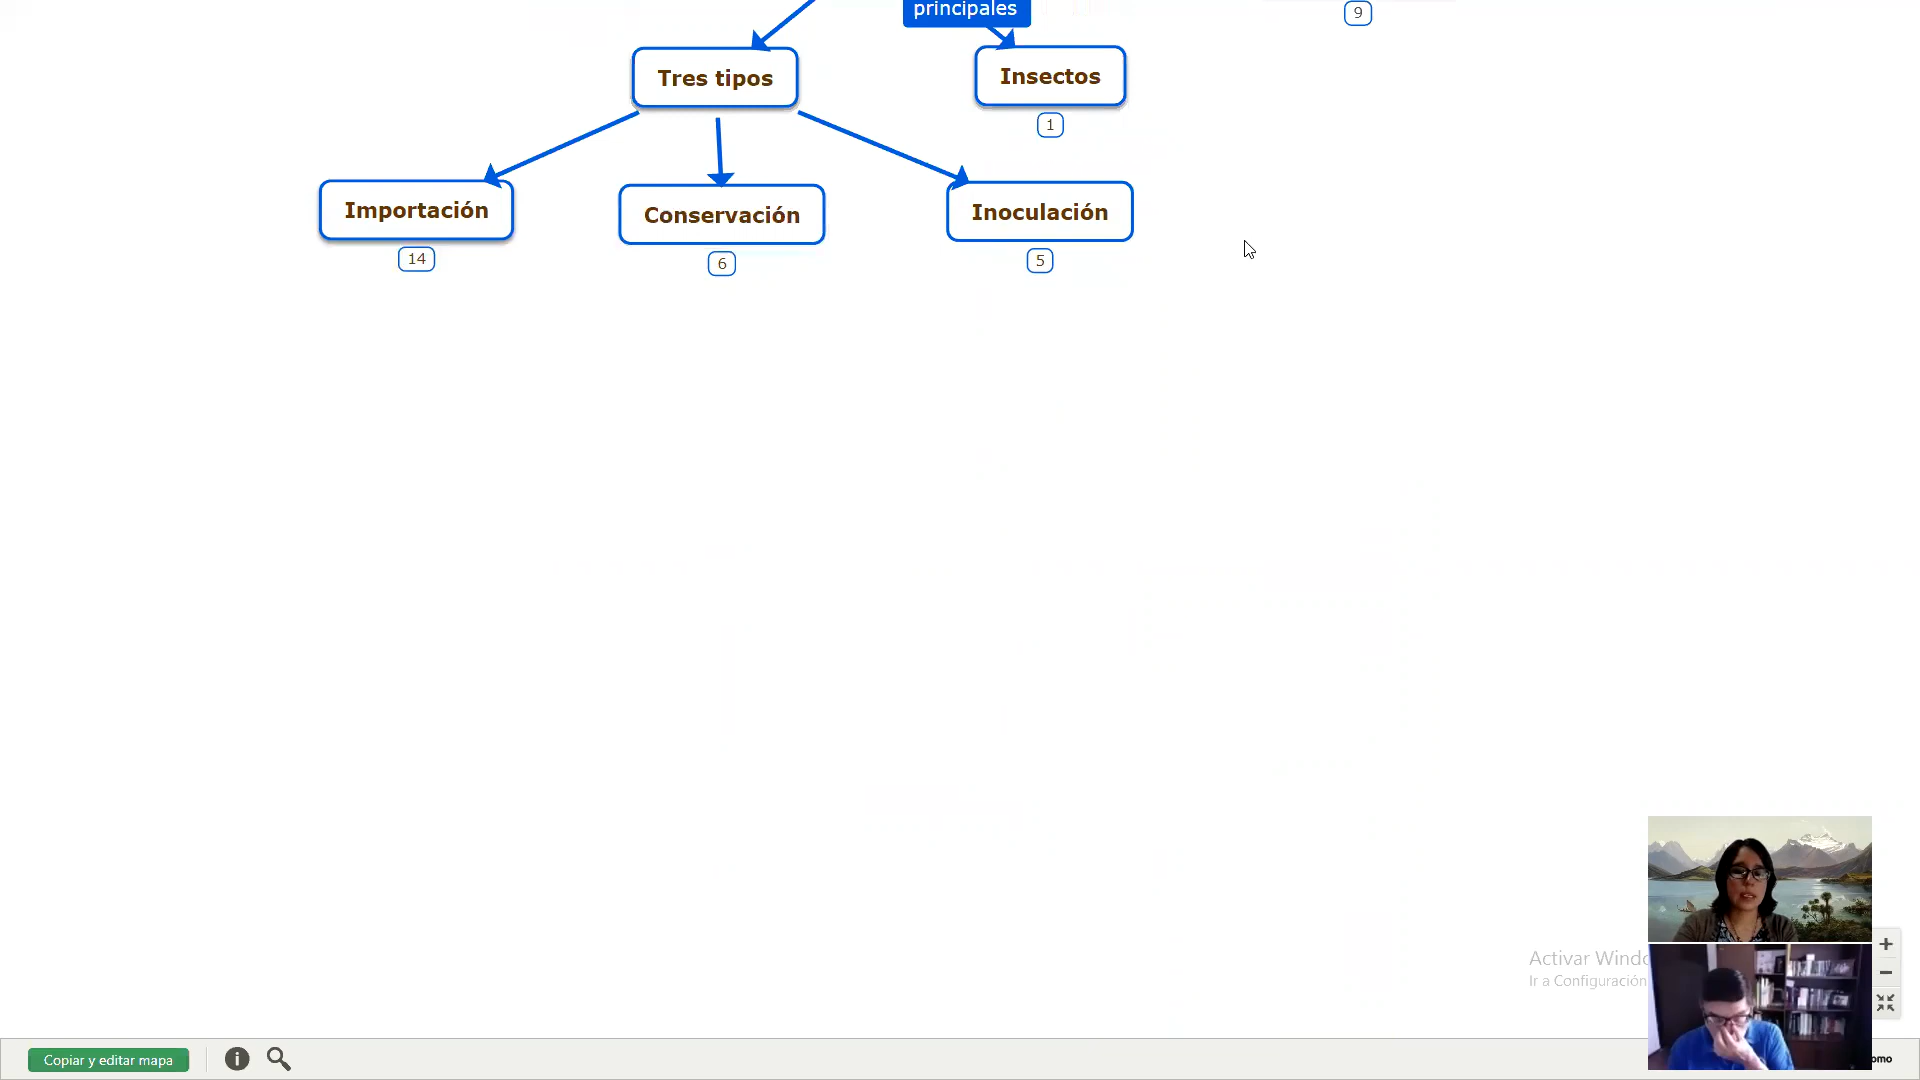 principales
9
Tres tipos
Insectos
1
Importación
Conservación
Inoculación
14
6
5
Activar Windo
Ir a Configuración
Copiar y editar mapa
omo